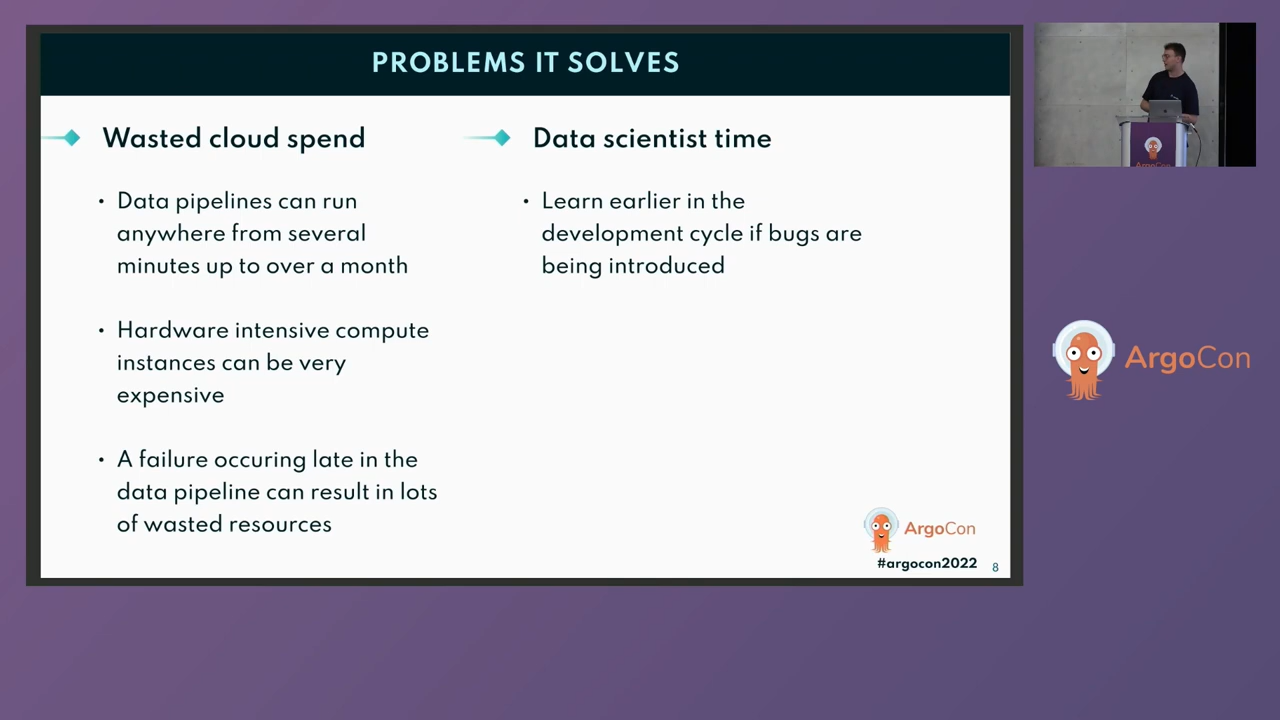 PROBLEMS IT SOLVES
Wasted cloud spend
• Data pipelines can run
anywhere from several
minutes up to over a month
• Hardware intensive compute
instances can be very
expensive
• A failure occuring late in the
data pipeline can result in lots
of wasted resources
Data scientist time
• Learn earlier in the
development cycle if bugs are
being introduced
ArgoCon
#argocon2022
8
ArgoCon
ArgoCon